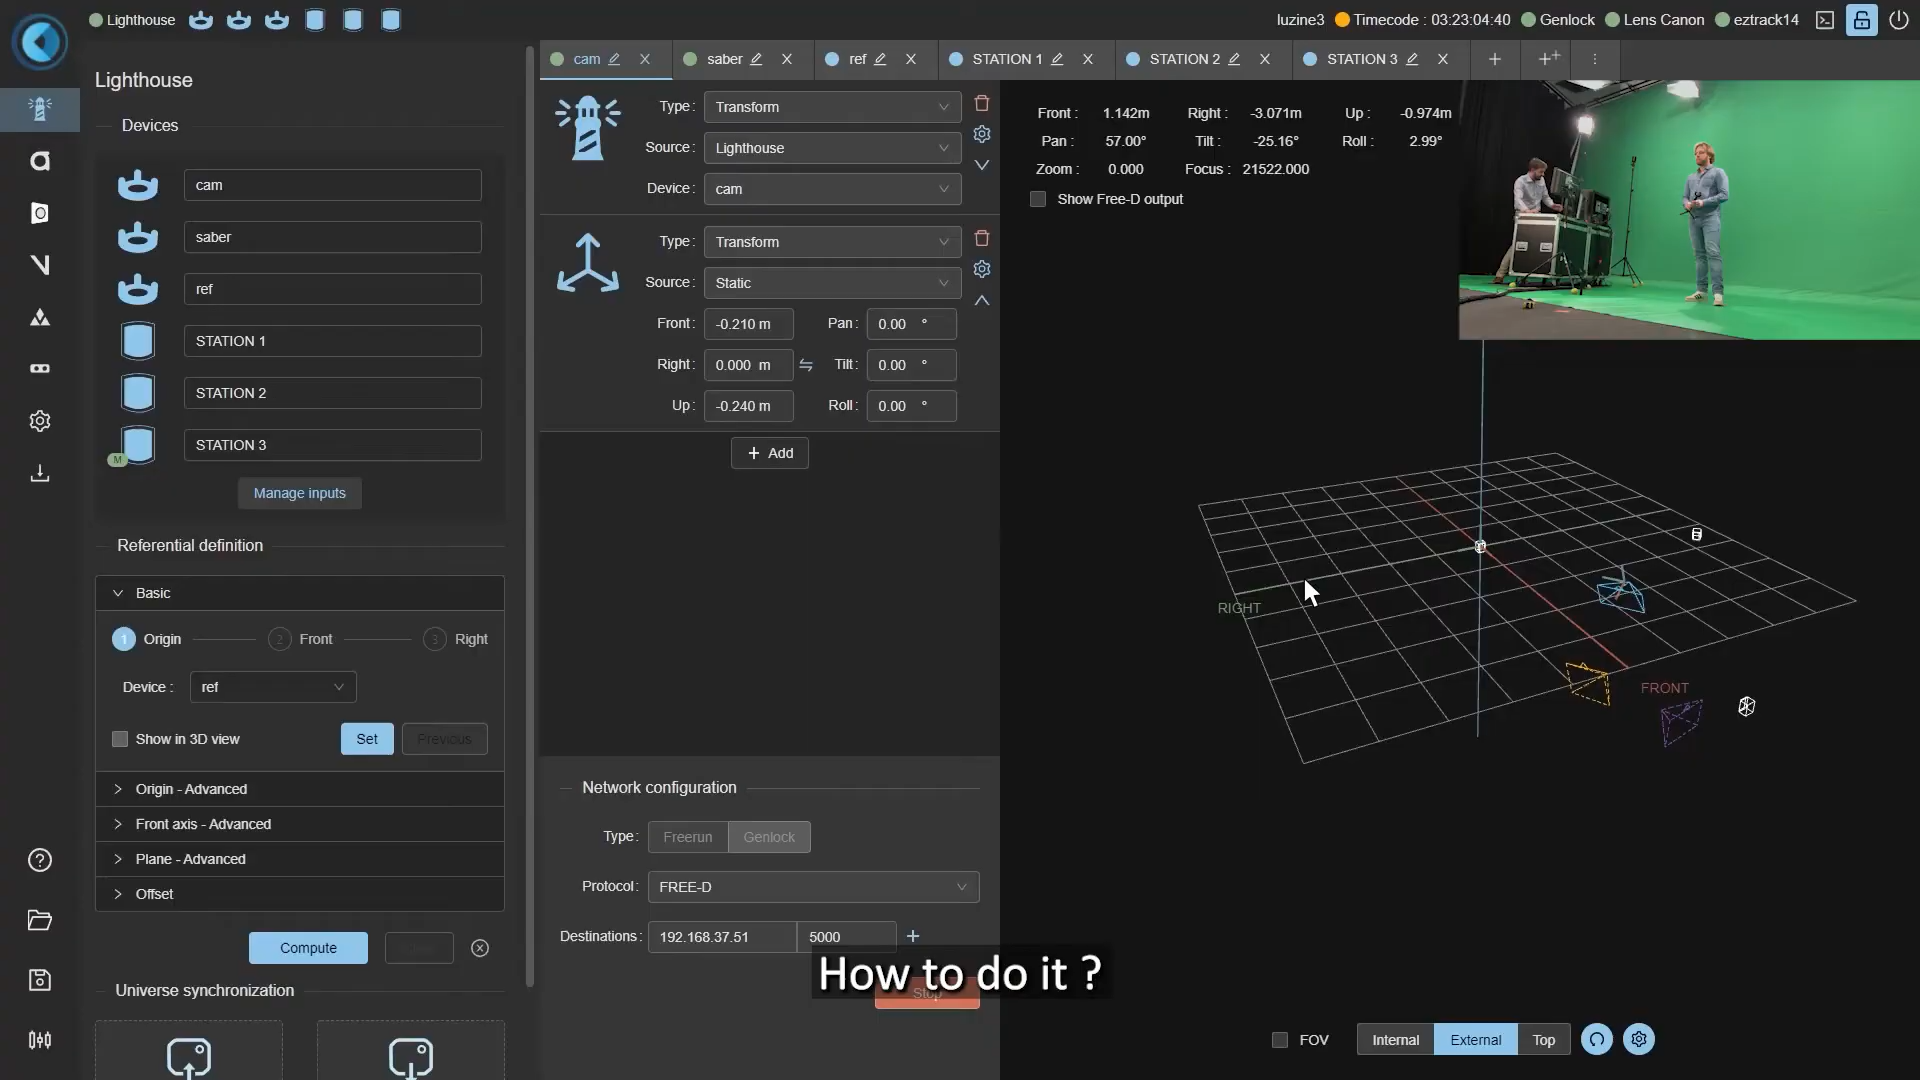 Lighthouse
luzine3
Timecode : 03:23:04:40
Genlock
Lens Canon
eztrack14
cam
saber
ref
STATION 1
STATION 2
STATION 3
Lighthouse
Devices
cam
saber
ref
STATION 1
STATION 2
STATION 3
M
Manage inputs
Referential definition
Basic
1 Origin
2 Front
3 Right
Device : ref
Show in 3D view
Set
Previous
Origin - Advanced
Front axis - Advanced
Plane - Advanced
Offset
Compute
Universe synchronization
Type : Transform
Source : Lighthouse
Device : cam
Type : Transform
Source : Static
Front : -0.210 m Pan : 0.00 °
Right : 0.000 m Tilt : 0.00 °
Up : -0.240 m Roll : 0.00 °
+ Add
Network configuration
Type : Freerun Genlock
Protocol : FREE-D
Destinations : 192.168.37.51 5000 +
Stop
How to do it ?
Front : 1.142m Right : -3.071m Up : -0.974m
Pan : 57.00° Tilt : -25.16° Roll : 2.99°
Zoom : 0.000 Focus : 21522.000
Show Free-D output
RIGHT
FRONT
FOV
Internal
External
Top